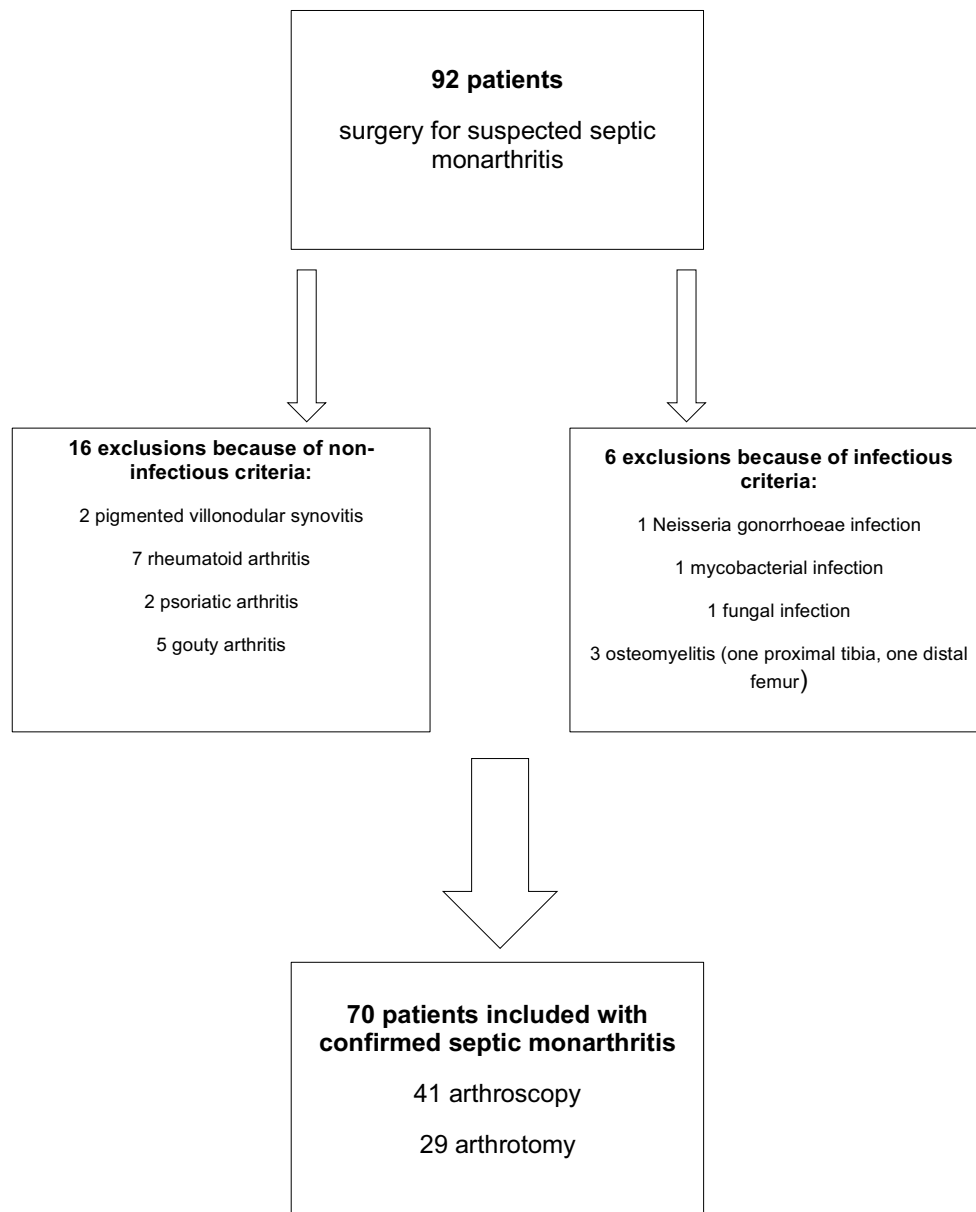 92 patients
surgery for suspected septic
monarthritis
16 exclusions because of non-
infectious criteria:
2 pigmented villonodular synovitis
7 rheumatoid arthritis
2 psoriatic arthritis
5 gouty arthritis
6 exclusions because of infectious
criteria:
1 Neisseria gonorrhoeae infection
1 mycobacterial infection
1 fungal infection
3 osteomyelitis (one proximal tibia, one distal
femur)
70 patients included with
confirmed septic monarthritis
41 arthroscopy
29 arthrotomy